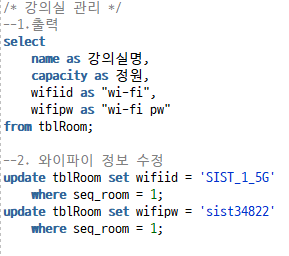 /* 강의실 관리 */
--1.출력
select
    name as 강의실명,
    capacity as 정원,
    wifiid as "wi-fi",
    wifipw as "wi-fi pw"
from tblRoom;

--2. 와이파이 정보 수정
update tblRoom set wifiid = 'SIST_1_5G'
    where seq_room = 1;
update tblRoom set wifipw = 'sist34822'
    where seq_room = 1;